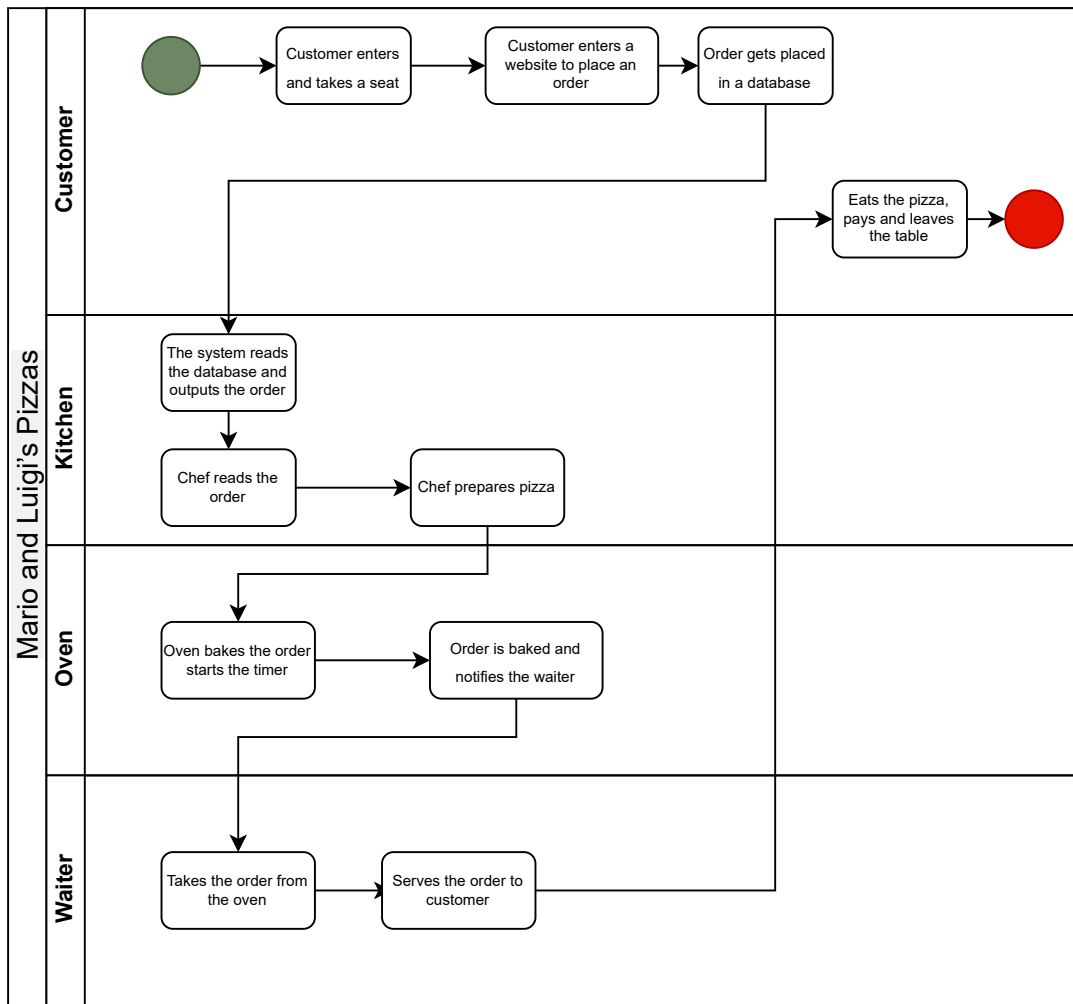 Mario and Luigi's Pizzas
Customer
Customer enters
and takes a seat
Customer enters a
website to place an
order
Order gets placed
in a database
Eats the pizza,
pays and leaves
the table
Kitchen
The system reads
the database and
outputs the order
Chef reads the
order
Chef prepares pizza
Oven
Oven bakes the order
starts the timer
Order is baked and
notifies the waiter
Waiter
Takes the order from
the oven
Serves the order to
customer